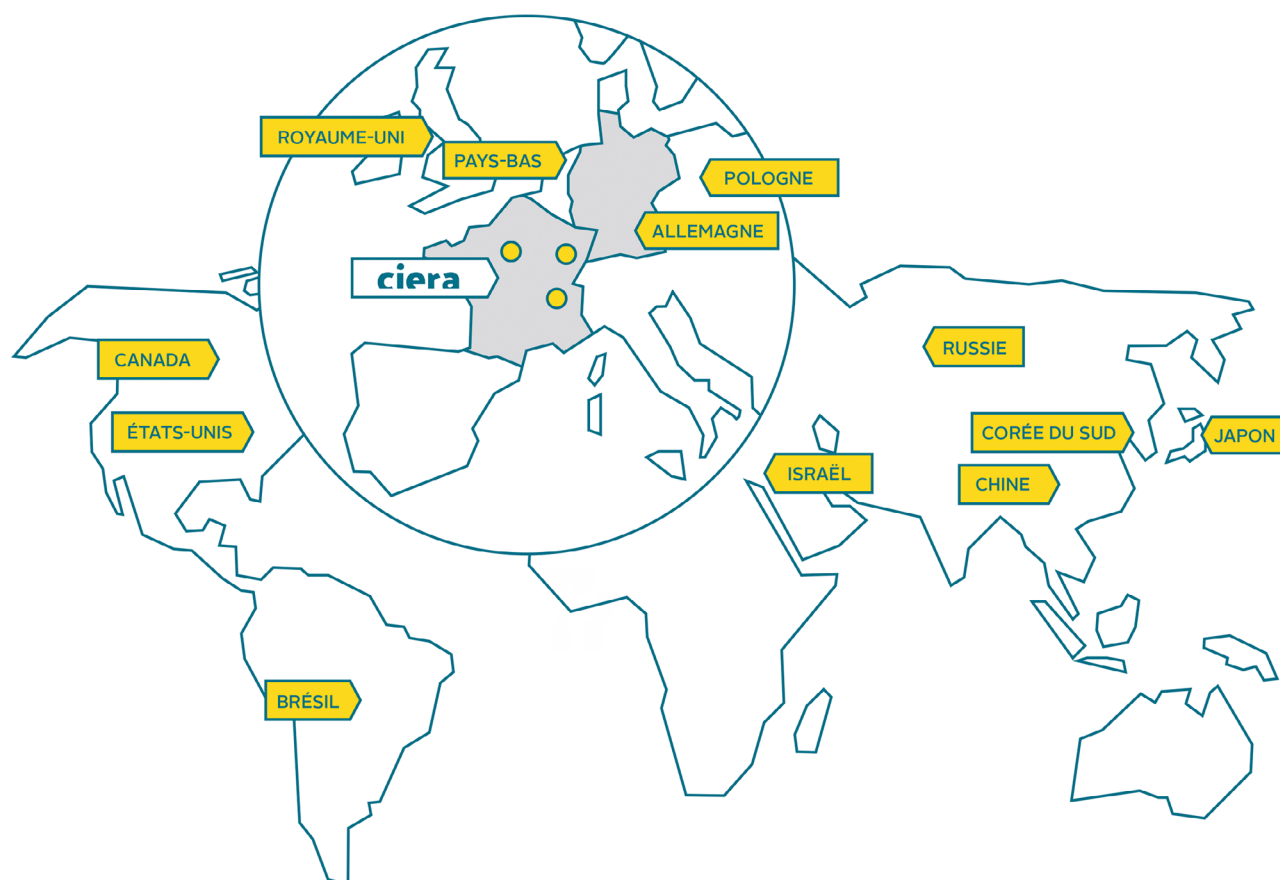 ROYAUME-UNI
PAYS-BAS
POLOGNE
ALLEMAGNE
ciera
CANADA
RUSSIE
ÉTATS-UNIS
CORÉE DU SUD
JAPON
ISRAËL
CHINE
BRÉSIL